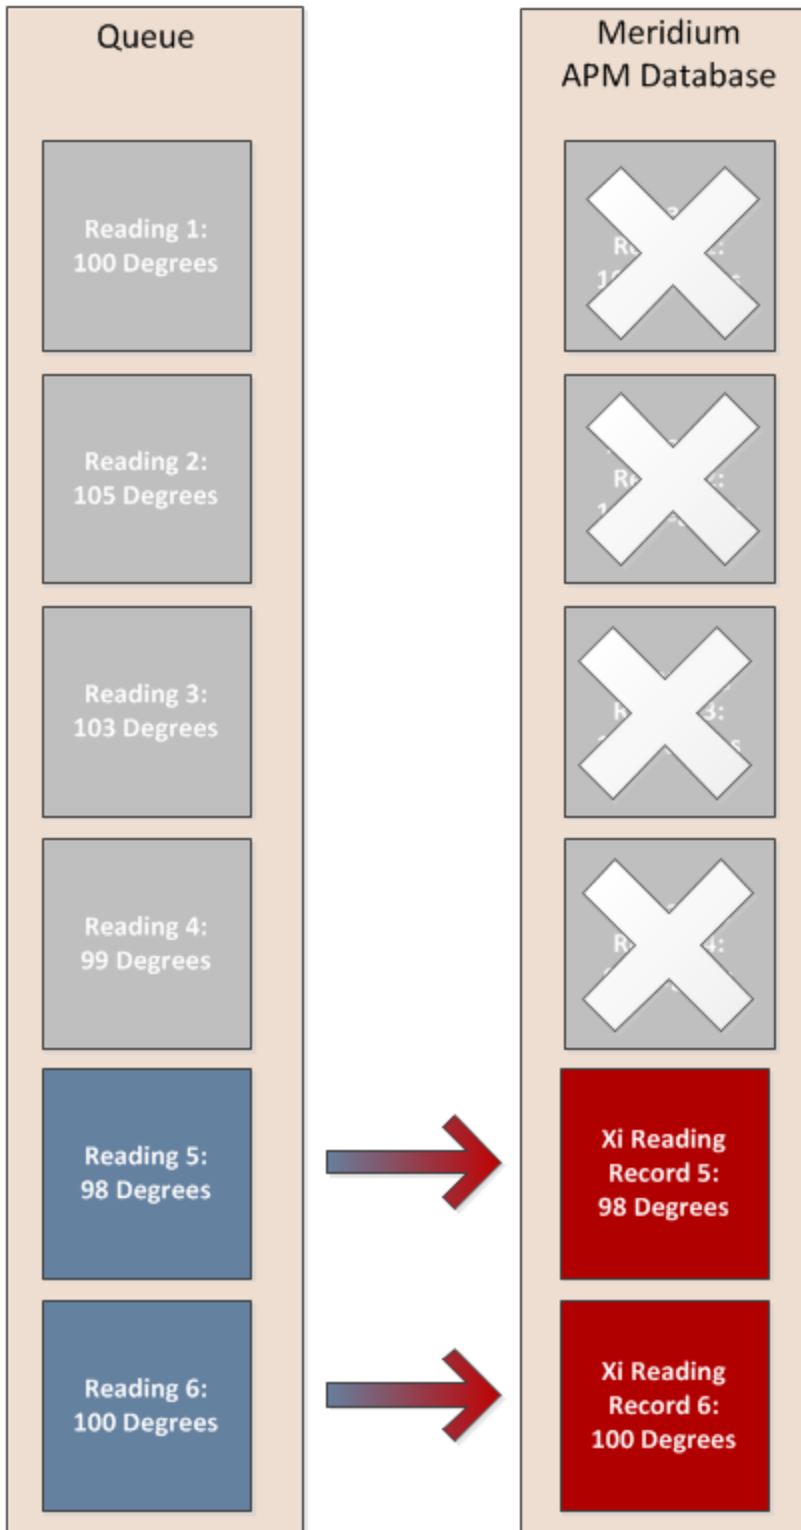 Queue
Meridium
APM Database
Reading 1:
100 Degrees
Reading 2:
105 Degrees
Reading 3:
103 Degrees
Reading 4:
99 Degrees
Reading 5:
98 Degrees
Xi Reading
Record 5:
98 Degrees
Reading 6:
100 Degrees
Xi Reading
Record 6:
100 Degrees